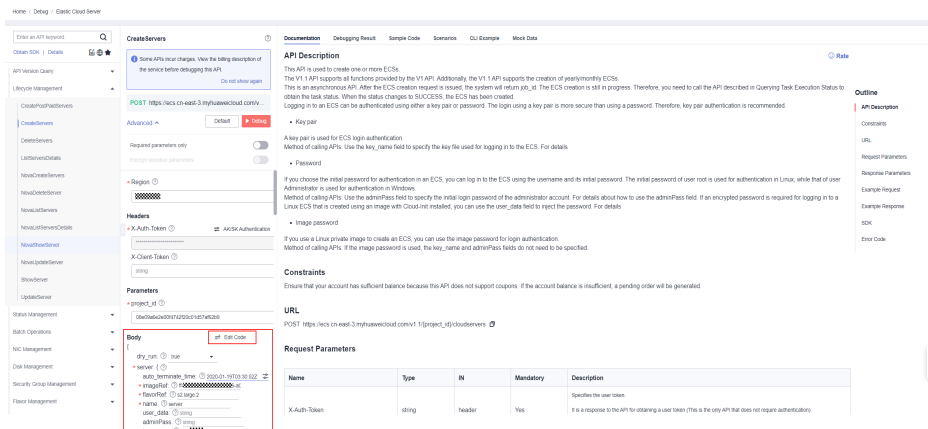 Home / Debug / Elastic Cloud Server
Enter an API keyword
Obtain SDK | Details
API Version Query
Lifecycle Management
CreatePostPaidServers
CreateServers
DeleteServers
ListServersDetails
NovaCreateServers
NovaDeleteServer
NovaListServers
NovaListServersDetails
NovaShowServer
NovaUpdateServer
ShowServer
UpdateServer
Status Management
Batch Operations
NIC Management
Disk Management
Security Group Management
Flavor Management
CreateServers
Some APIs incur charges. View the billing description of
the service before debugging this API.
Do not show again
POST https://ecs.cn-east-3.myhuaweicloud.com/v...
Advanced
Default
Debug
Required parameters only
Encrypt sensitive parameters
* Region
Headers
* X-Auth-Token
AK/SK Authentication
X-Client-Token
string
Parameters
* project_id
Body
Edit Code
{
dry_run: true
* server: {
auto_terminate_time: 2020-01-19T03:30:52Z
* imageRef:
* flavorRef: s2.large.2
* name: server
user_data: string
adminPass: string
Documentation
Debugging Result
Sample Code
Scenarios
CLI Example
Mock Data
API Description
Rate
This API is used to create one or more ECSs.
The V1.1 API supports all functions provided by the V1 API. Additionally, the V1.1 API supports the creation of yearly/monthly ECSs.
This is an asynchronous API. After the ECS creation request is issued, the system will return job_id. The ECS creation is still in progress. Therefore, you need to call the API described in Querying Task Execution Status to
obtain the task status. When the status changes to SUCCESS, the ECS has been created.
Logging in to an ECS can be authenticated using either a key pair or password. The login using a key pair is more secure than using a password. Therefore, key pair authentication is recommended.
• Key pair
A key pair is used for ECS login authentication.
Method of calling APIs: Use the key_name field to specify the key file used for logging in to the ECS. For details
• Password
If you choose the initial password for authentication in an ECS, you can log in to the ECS using the username and its initial password. The initial password of user root is used for authentication in Linux, while that of user
Administrator is used for authentication in Windows.
Method of calling APIs: Use the adminPass field to specify the initial login password of the administrator account. For details about how to use the adminPass field. If an encrypted password is required for logging in to a
Linux ECS that is created using an image with Cloud-Init installed, you can use the user_data field to inject the password. For details
• Image password
If you use a Linux private image to create an ECS, you can use the image password for login authentication.
Method of calling APIs: If the image password is used, the key_name and adminPass fields do not need to be specified.
Constraints
Ensure that your account has sufficient balance because this API does not support coupons. If the account balance is insufficient, a pending order will be generated.
URL
POST https://ecs.cn-east-3.myhuaweicloud.com/v1.1/{project_id}/cloudservers
Request Parameters
Name Type IN Mandatory Description
Specifies the user token.
X-Auth-Token string header Yes It is a response to the API for obtaining a user token (This is the only API that does not require authentication)
Outline
API Description
Constraints
URL
Request Parameters
Response Parameters
Example Request
Example Response
SDK
Error Code